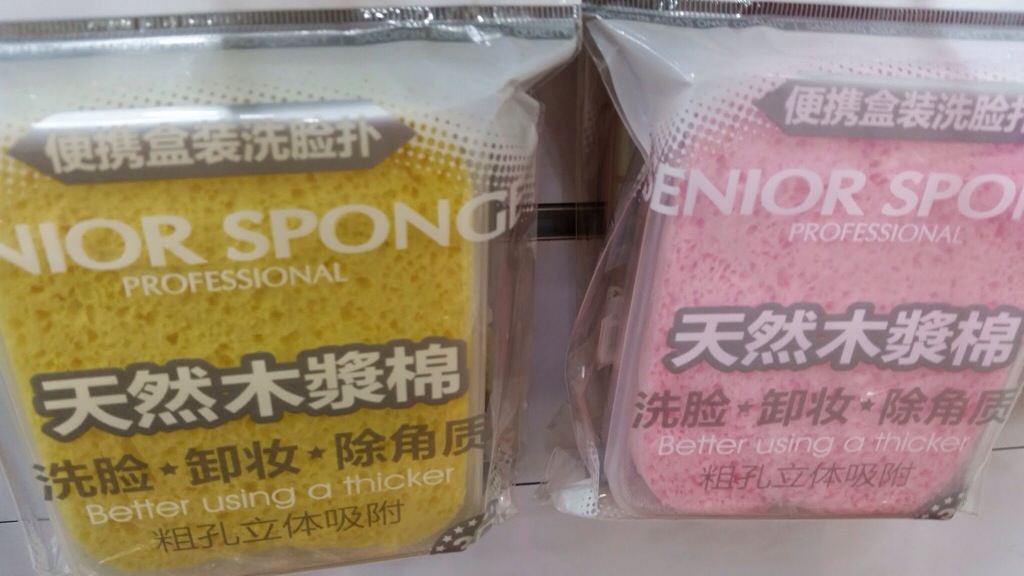 便携盒装洗脸扑
NIOR SPONG
PROFESSIONAL
天然木漿棉
洗脸★卸妆★除角质
Better using a thicker
粗孔立体吸附
便携盒装洗脸扑
SENIOR SPON
PROFESSIONAL
天然木漿棉
洗脸★卸妆★除角质
Better using a thicker
粗孔立体吸附